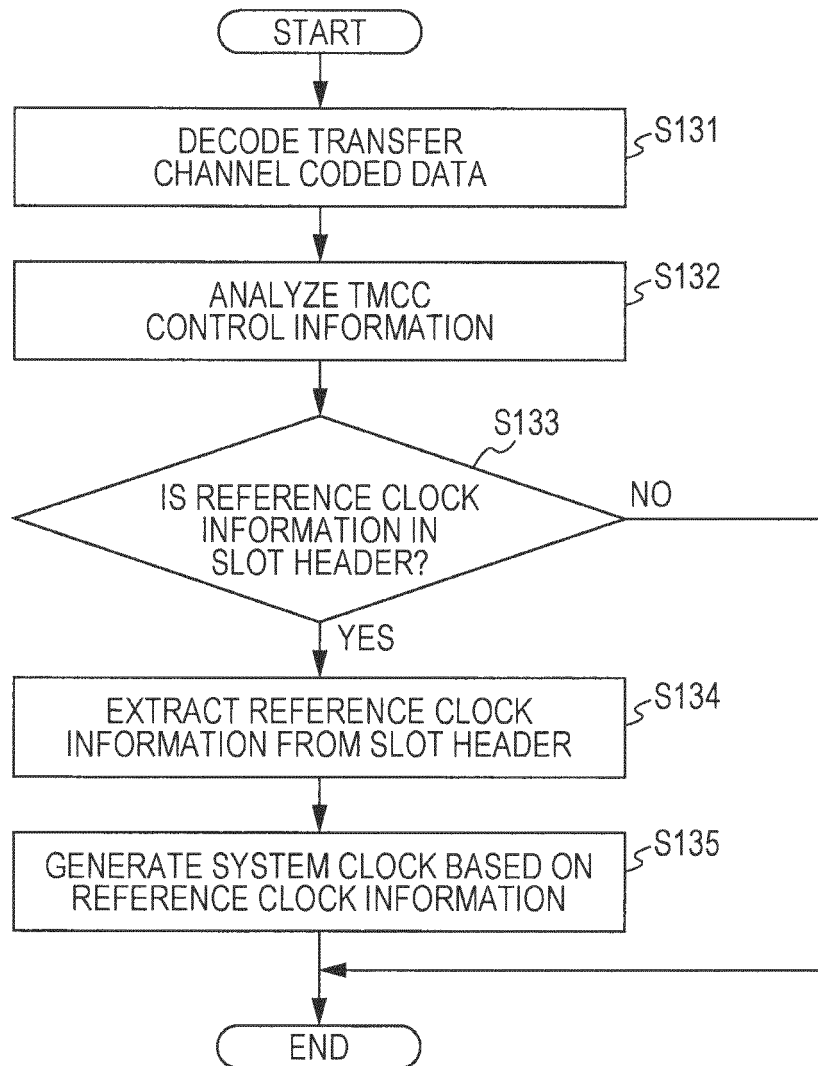 START
DECODE TRANSFER
CHANNEL CODED DATA
S131
ANALYZE TMCC
CONTROL INFORMATION
S132
S133
IS REFERENCE CLOCK
INFORMATION IN
SLOT HEADER?
NO
YES
EXTRACT REFERENCE CLOCK
INFORMATION FROM SLOT HEADER
S134
GENERATE SYSTEM CLOCK BASED ON
REFERENCE CLOCK INFORMATION
S135
END